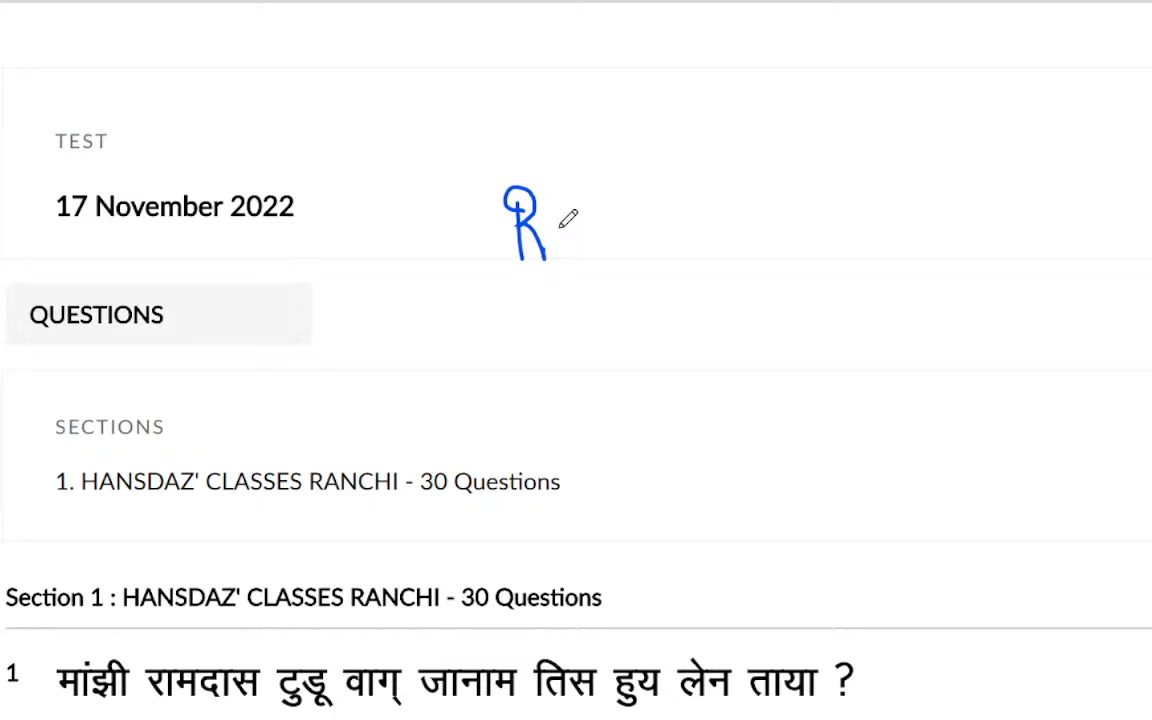 TEST
17 November 2022
R
QUESTIONS
SECTIONS
1. HANSDAZ' CLASSES RANCHI - 30 Questions
Section 1 : HANSDAZ' CLASSES RANCHI - 30 Questions
1 मांझी रामदास टुडू वाग् जानाम तिस हुय लेन ताया ?